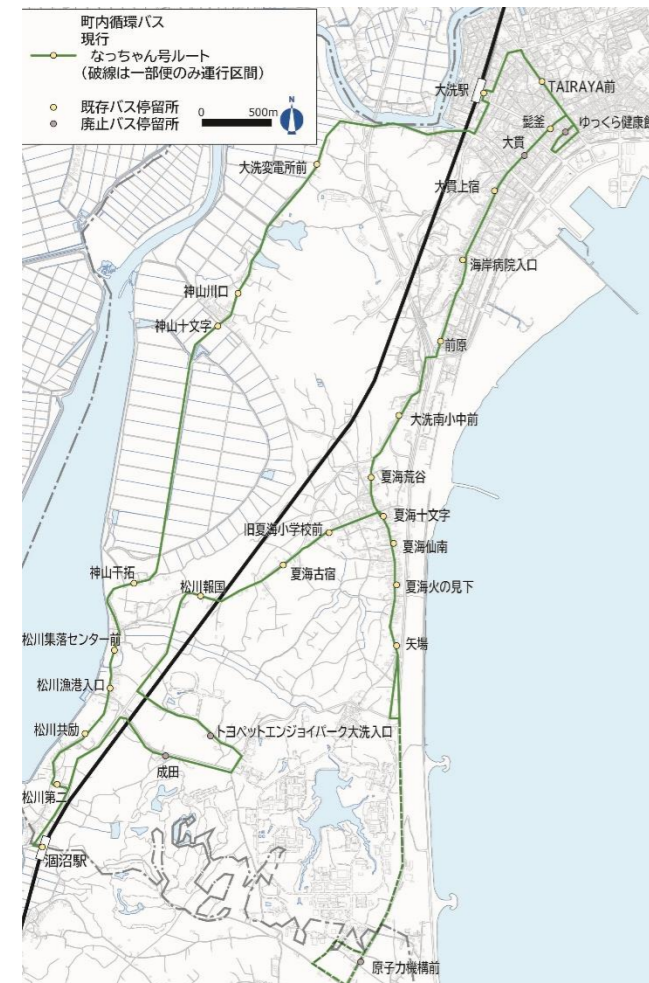 町内循環バス
現行
なっちゃん号ルート
(破線は一部便のみ運行区間)
既存バス停留所
廃止バス停留所
0 500m
N
大洗駅
TAIRAYA前
髭釜
ゆっくら健康館
大貫
大洗変電所前
大貫上宿
海岸病院入口
神山川口
神山十文字
前原
大洗南小中前
夏海荒谷
夏海十文字
旧夏海小学校前
夏海仙南
夏海古宿
神山干拓
松川報国
夏海火の見下
松川集落センター前
矢場
松川漁港入口
松川共励
トヨペットエンジョイパーク大洗入口
成田
松川第二
涸沼駅
原子力機構前